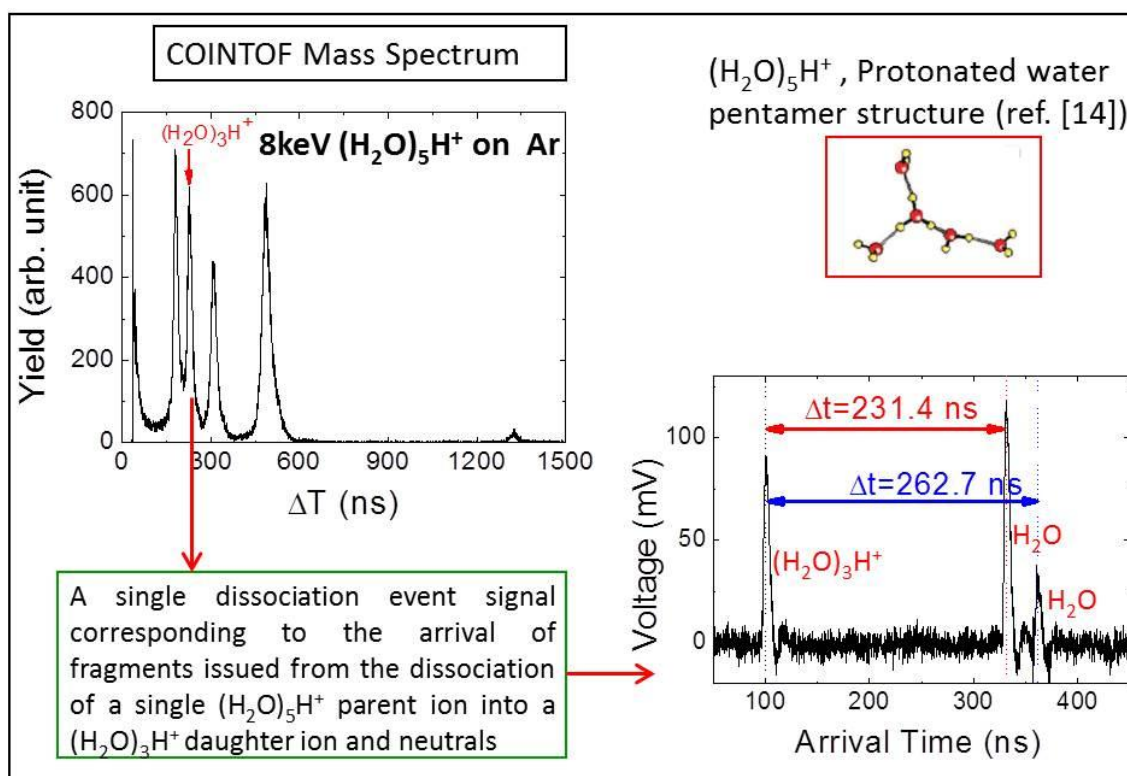 COINTOF Mass Spectrum
(H₂O)₅H⁺ , Protonated water
pentamer structure (ref. [14])
800
600
400
200
0
Yield (arb. unit)
(H₂O)₃H⁺
8keV (H₂O)₅H⁺ on Ar
0 300 600 900 1200 1500
ΔT (ns)
A single dissociation event signal
corresponding to the arrival of
fragments issued from the dissociation
of a single (H₂O)₅H⁺ parent ion into a
(H₂O)₃H⁺ daughter ion and neutrals
100
50
0
Voltage (mV)
Δt=231.4 ns
Δt=262.7 ns
(H₂O)₃H⁺
H₂O
H₂O
100 200 300 400
Arrival Time (ns)